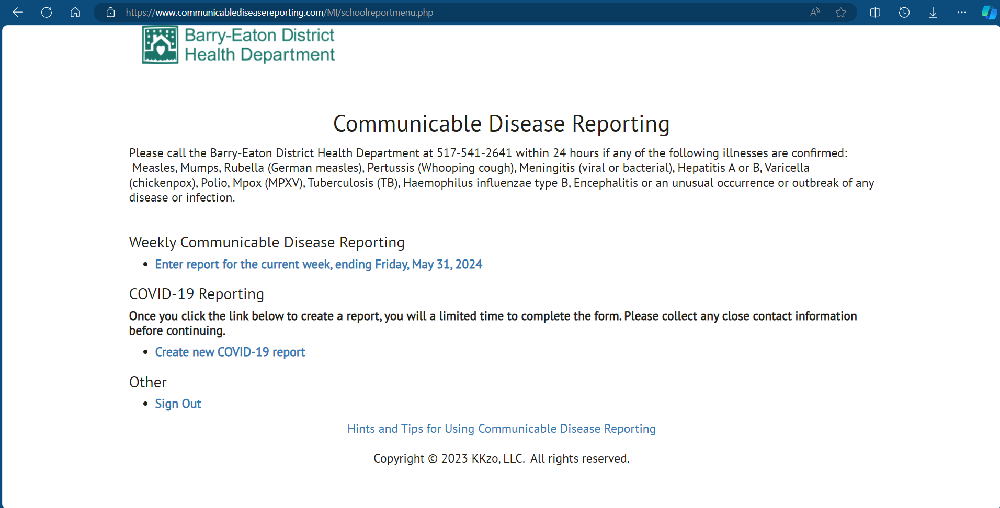 https://www.communicablediseasereporting.com/MI/schoolreportmenu.php
Barry-Eaton District
Health Department
Communicable Disease Reporting
Please call the Barry-Eaton District Health Department at 517-541-2641 within 24 hours if any of the following illnesses are confirmed:
Measles, Mumps, Rubella (German measles), Pertussis (Whooping cough), Meningitis (viral or bacterial), Hepatitis A or B, Varicella
(chickenpox), Polio, Mpox (MPXV), Tuberculosis (TB), Haemophilus influenzae type B, Encephalitis or an unusual occurrence or outbreak of any
disease or infection.
Weekly Communicable Disease Reporting
• Enter report for the current week, ending Friday, May 31, 2024
COVID-19 Reporting
Once you click the link below to create a report, you will a limited time to complete the form. Please collect any close contact information
before continuing.
• Create new COVID-19 report
Other
• Sign Out
Hints and Tips for Using Communicable Disease Reporting
Copyright © 2023 KKzo, LLC. All rights reserved.